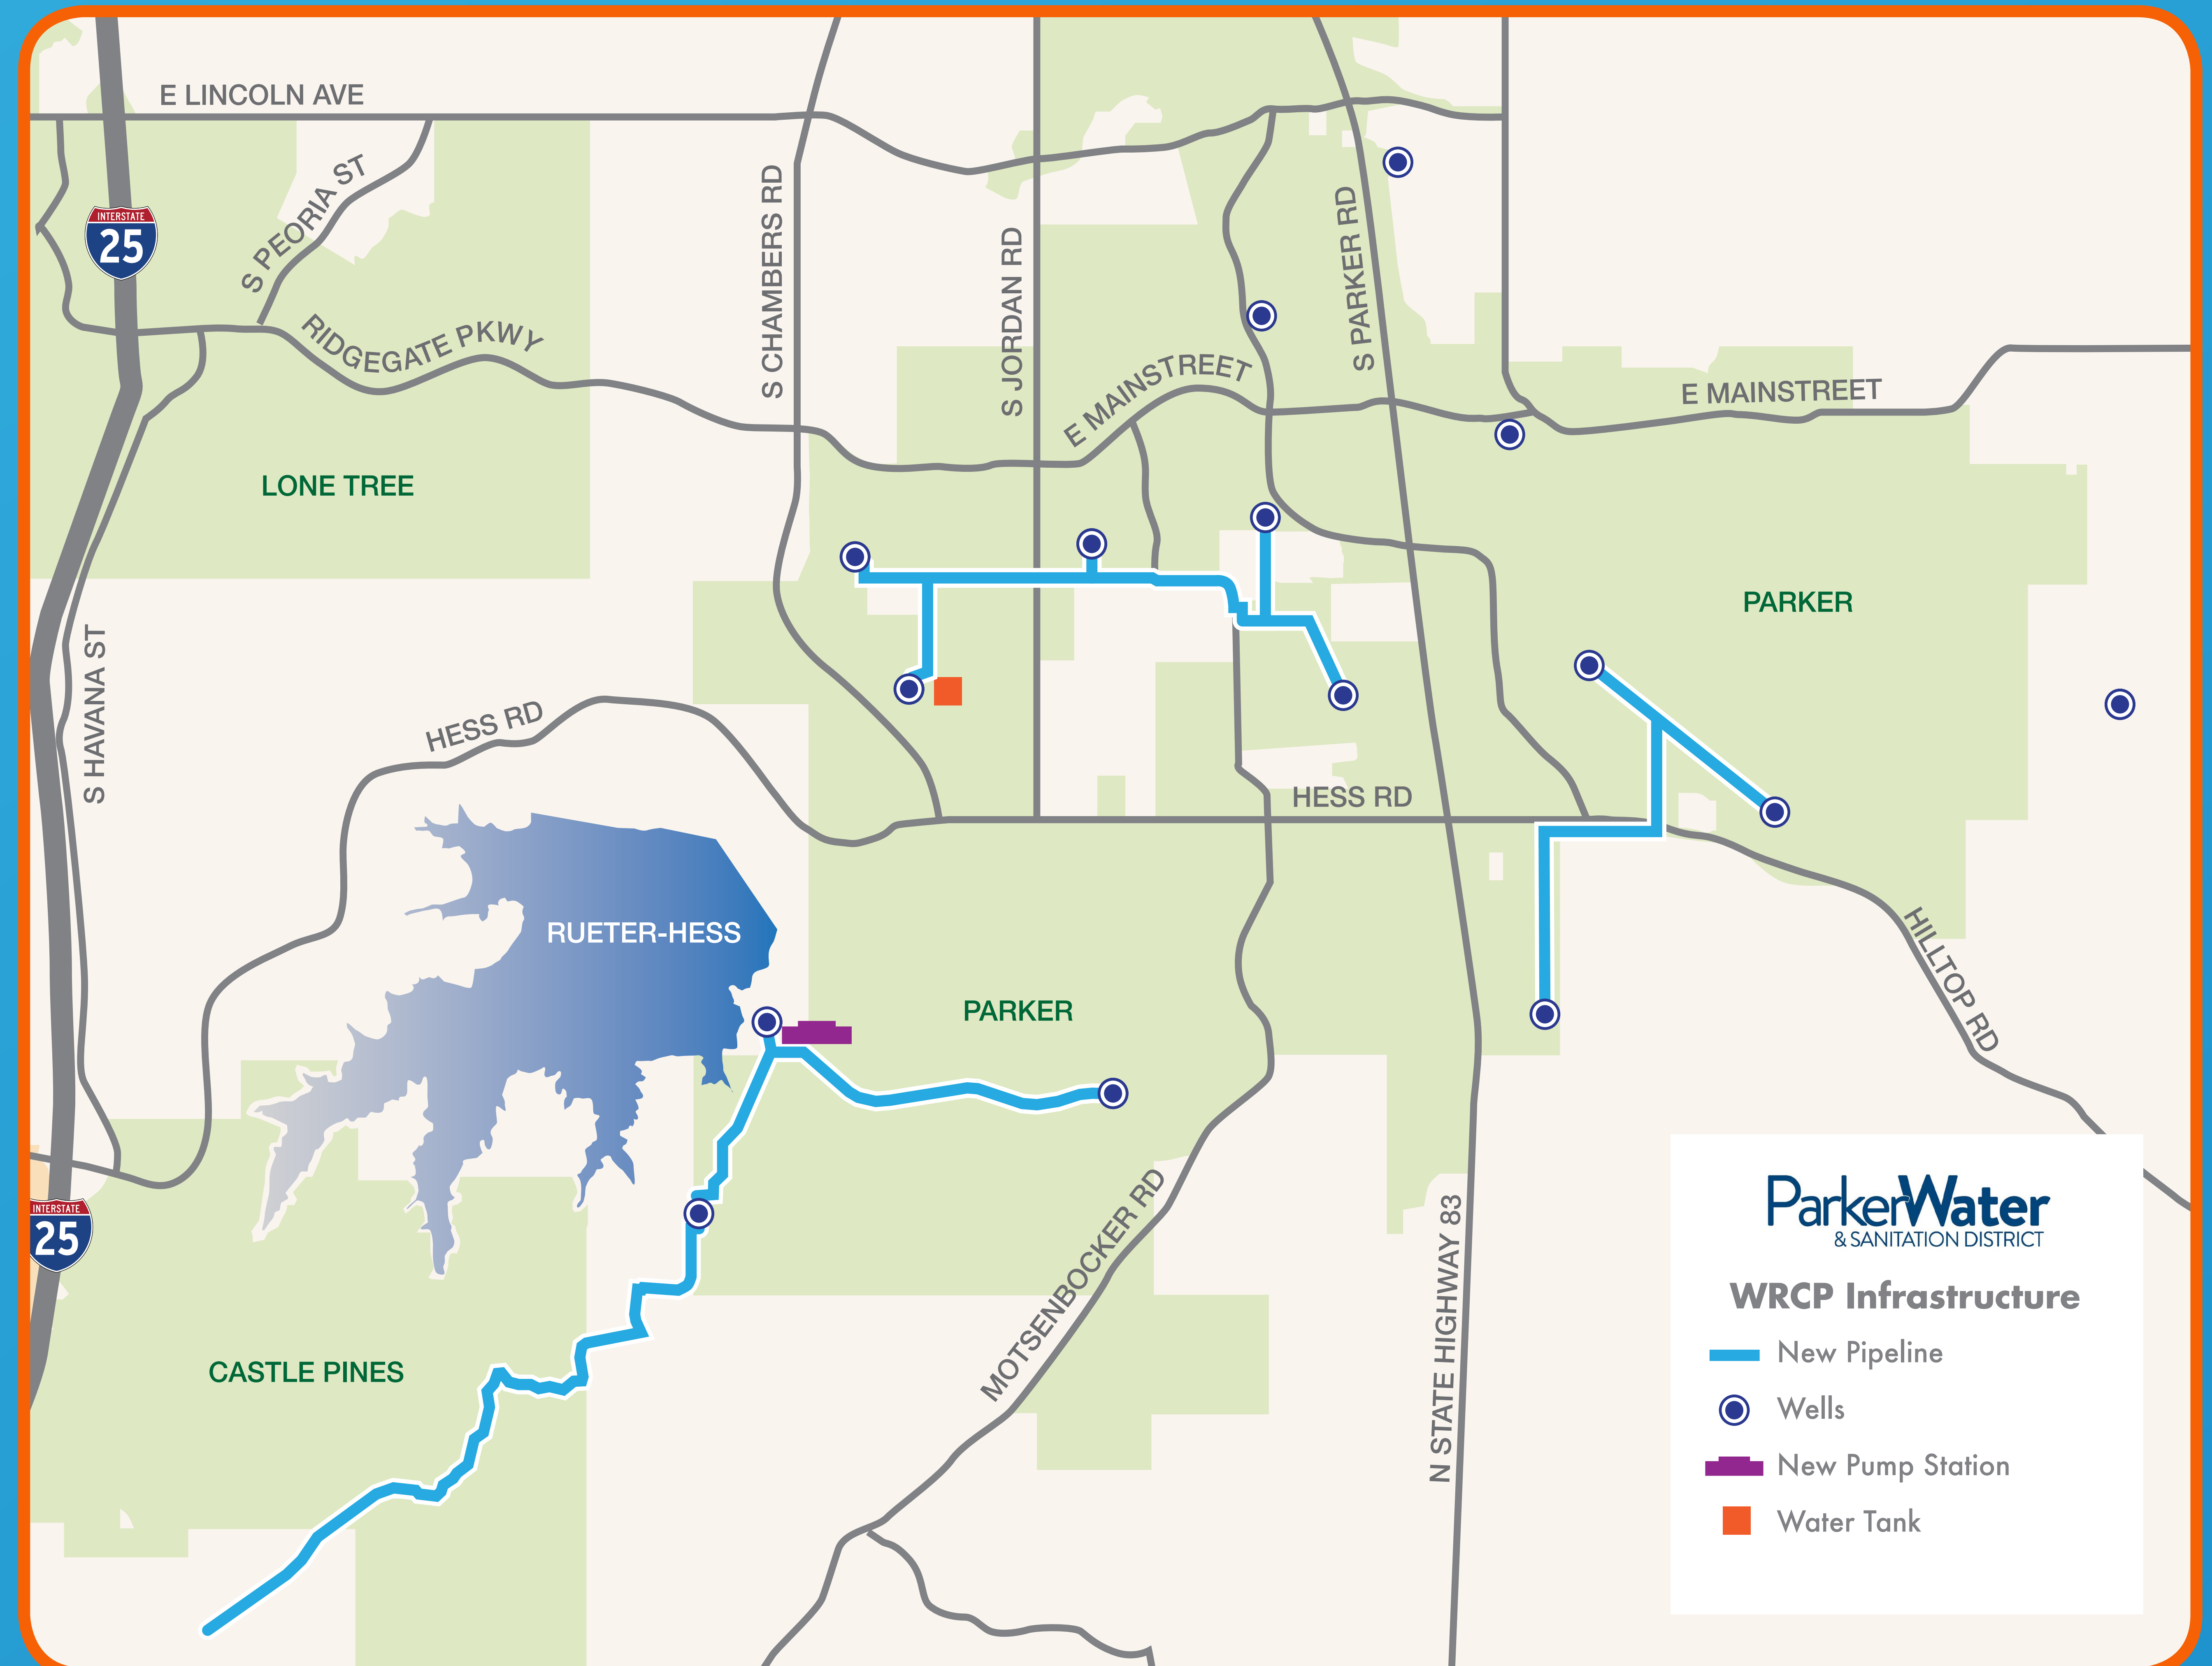 E LINCOLN AVE
S PEORIA ST
INTERSTATE
25
RIDGEGATE PKWY
S CHAMBERS RD
S JORDAN RD
S PARKER RD
E MAINSTREET
E MAINSTREET
LONE TREE
PARKER
S HAVANA ST
HESS RD
HESS RD
RUETER-HESS
HILLTOP RD
PARKER
INTERSTATE
25
MOTSENBOCKER RD
N STATE HIGHWAY 83
CASTLE PINES
ParkerWater
& SANITATION DISTRICT
WRCP Infrastructure
New Pipeline
Wells
New Pump Station
Water Tank